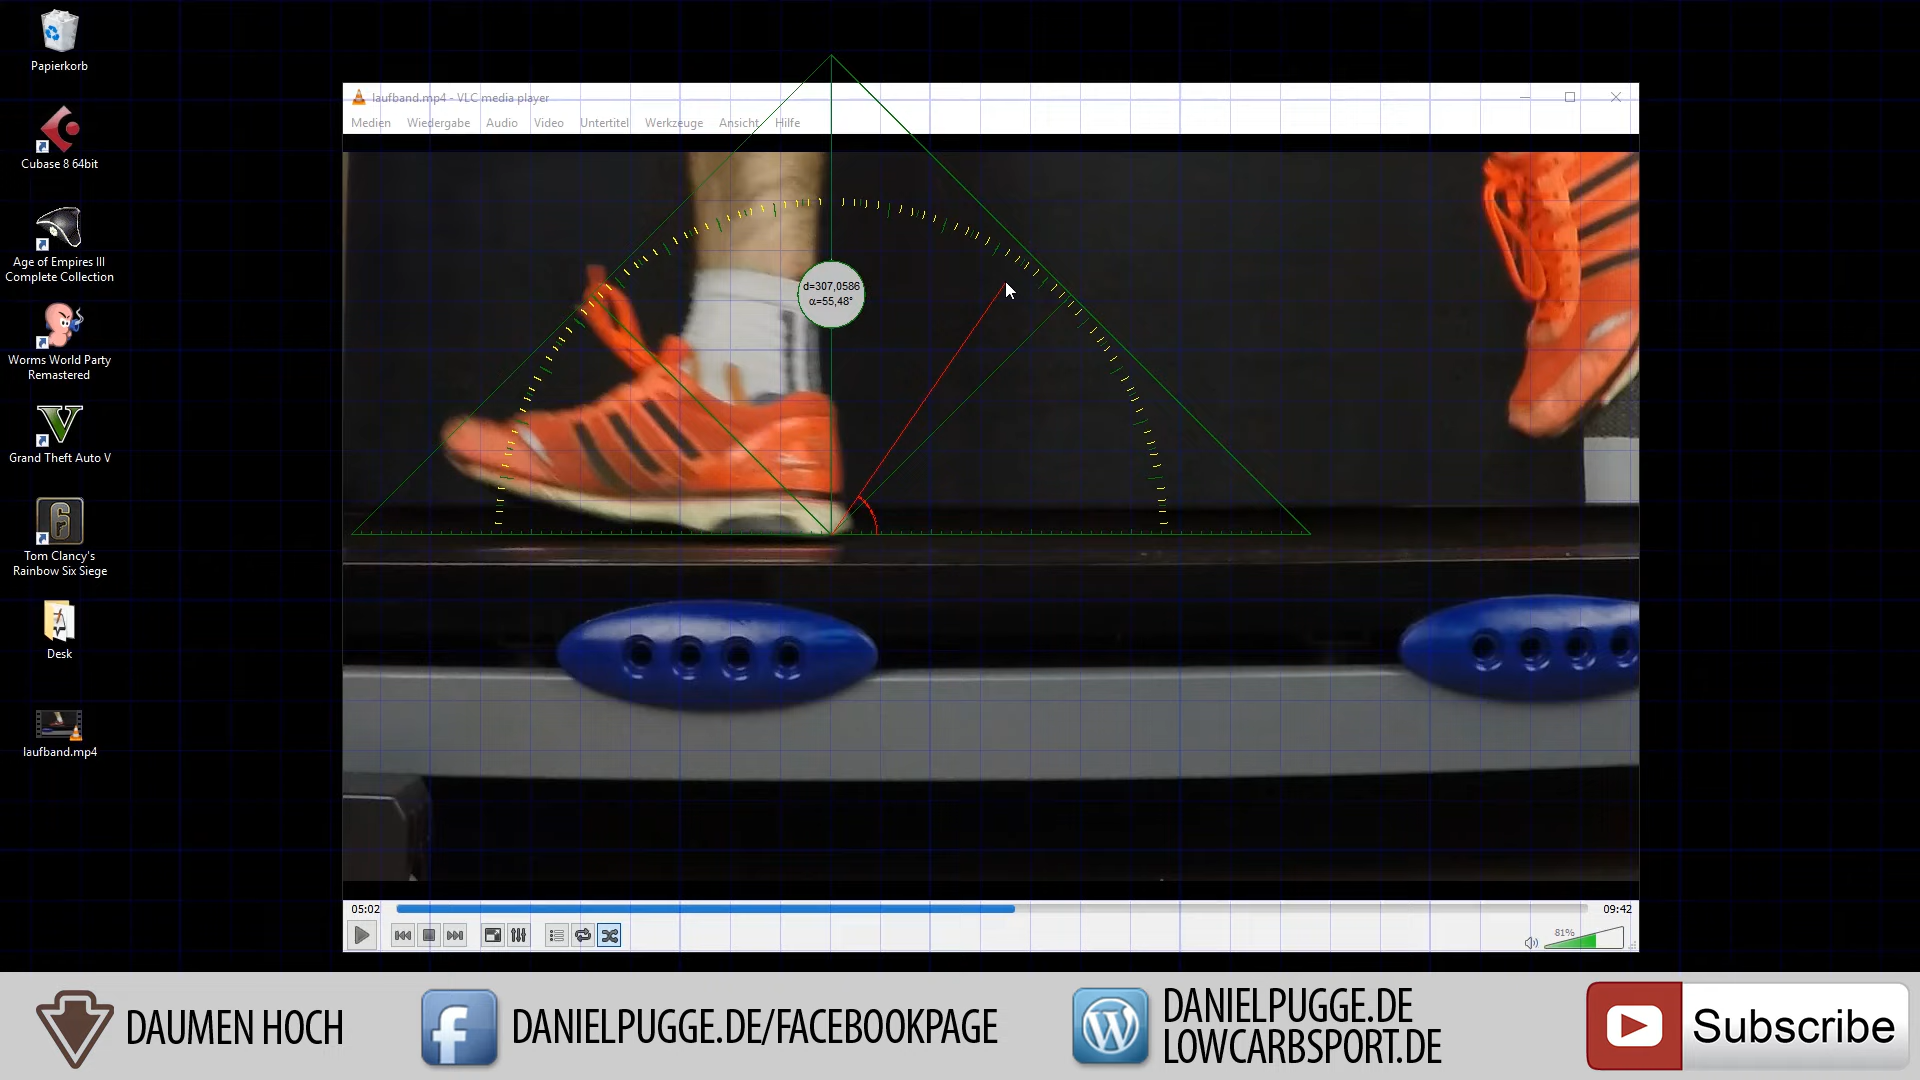 Papierkorb
Cubase 8 64bit
Age of Empires III
Complete Collection
Worms World Party
Remastered
Grand Theft Auto V
Tom Clancy's
Rainbow Six Siege
Desk
laufband.mp4
laufband.mp4 - VLC media player
Medien Wiedergabe Audio Video Untertitel Werkzeuge Ansicht Hilfe
d=307,0586
α=55,48°
05:02
09:42
81%
DAUMEN HOCH
DANIELPUGGE.DE/FACEBOOKPAGE
DANIELPUGGE.DE
LOWCARBSPORT.DE
Subscribe